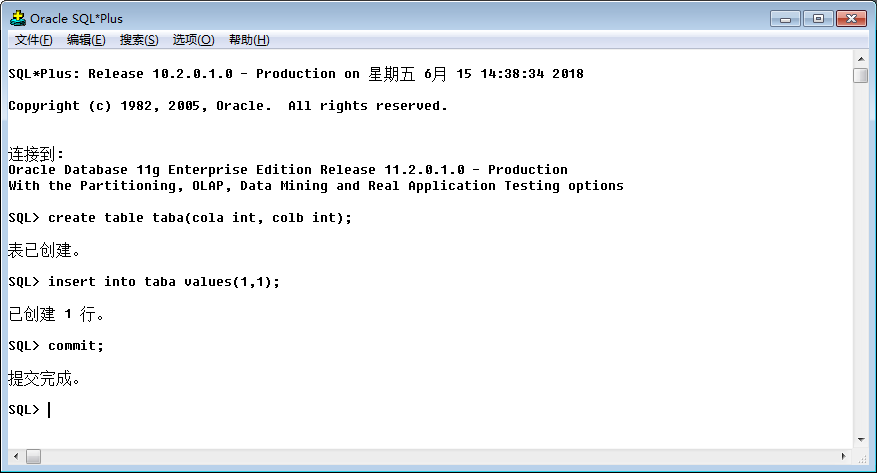 Oracle SQL*Plus
文件(F) 编辑(E) 搜索(S) 选项(O) 帮助(H)
SQL*Plus: Release 10.2.0.1.0 - Production on 星期五 6月 15 14:38:34 2018
Copyright (c) 1982, 2005, Oracle.  All rights reserved.
连接到:
Oracle Database 11g Enterprise Edition Release 11.2.0.1.0 - Production
With the Partitioning, OLAP, Data Mining and Real Application Testing options
SQL> create table taba(cola int, colb int);
表已创建。
SQL> insert into taba values(1,1);
已创建 1 行。
SQL> commit;
提交完成。
SQL>